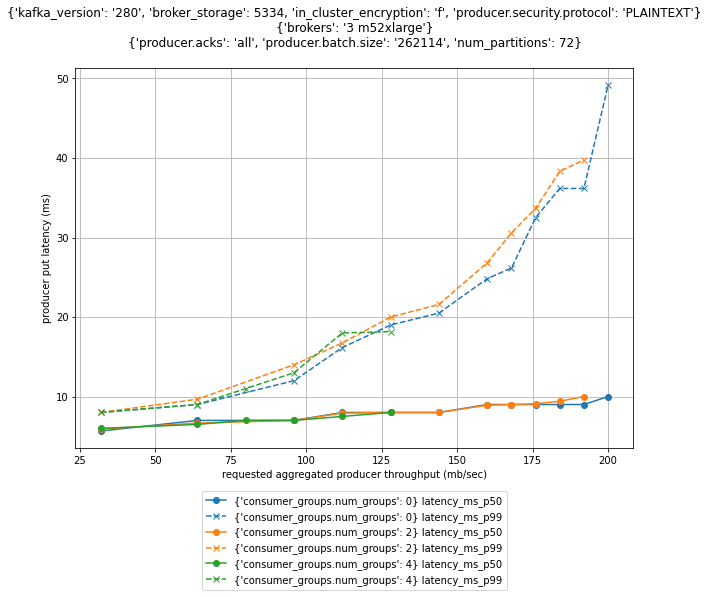 {'kafka_version': '280', 'broker_storage': 5334, 'in_cluster_encryption': 'f', 'producer.security.protocol': 'PLAINTEXT'}
{'brokers': '3 m52xlarge'}
{'producer.acks': 'all', 'producer.batch.size': '262114', 'num_partitions': 72}
50
40
30
20
10
producer put latency (ms)
25 50 75 100 125 150 175 200
requested aggregated producer throughput (mb/sec)
{'consumer_groups.num_groups': 0} latency_ms_p50
{'consumer_groups.num_groups': 0} latency_ms_p99
{'consumer_groups.num_groups': 2} latency_ms_p50
{'consumer_groups.num_groups': 2} latency_ms_p99
{'consumer_groups.num_groups': 4} latency_ms_p50
{'consumer_groups.num_groups': 4} latency_ms_p99